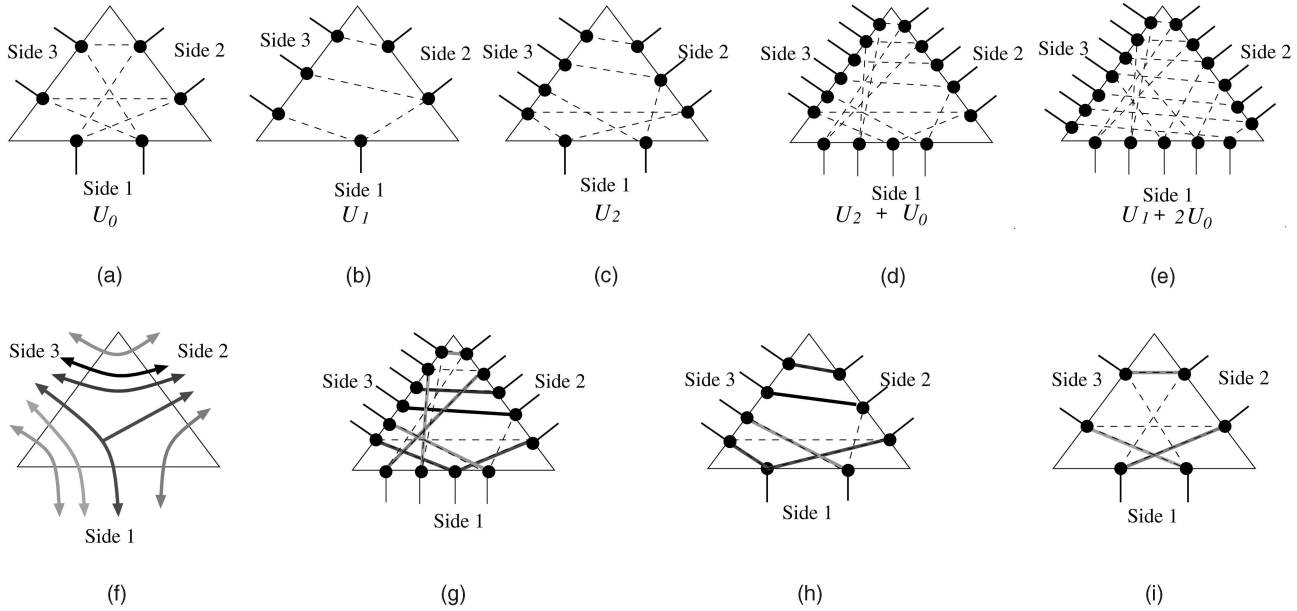 Side 3 Side 2
Side 3 Side 2
Side 3 Side 2
Side 3 Side 2
Side 3 Side 2
Side 1
Side 1
Side 1
Side 1
Side 1
U0
U1
U2
U2 + U0
U1 + 2U0
(a) (b) (c) (d) (e)
Side 3 Side 2
Side 3 Side 2
Side 3 Side 2
Side 3 Side 2
Side 1
Side 1
Side 1
Side 1
(f) (g) (h) (i)